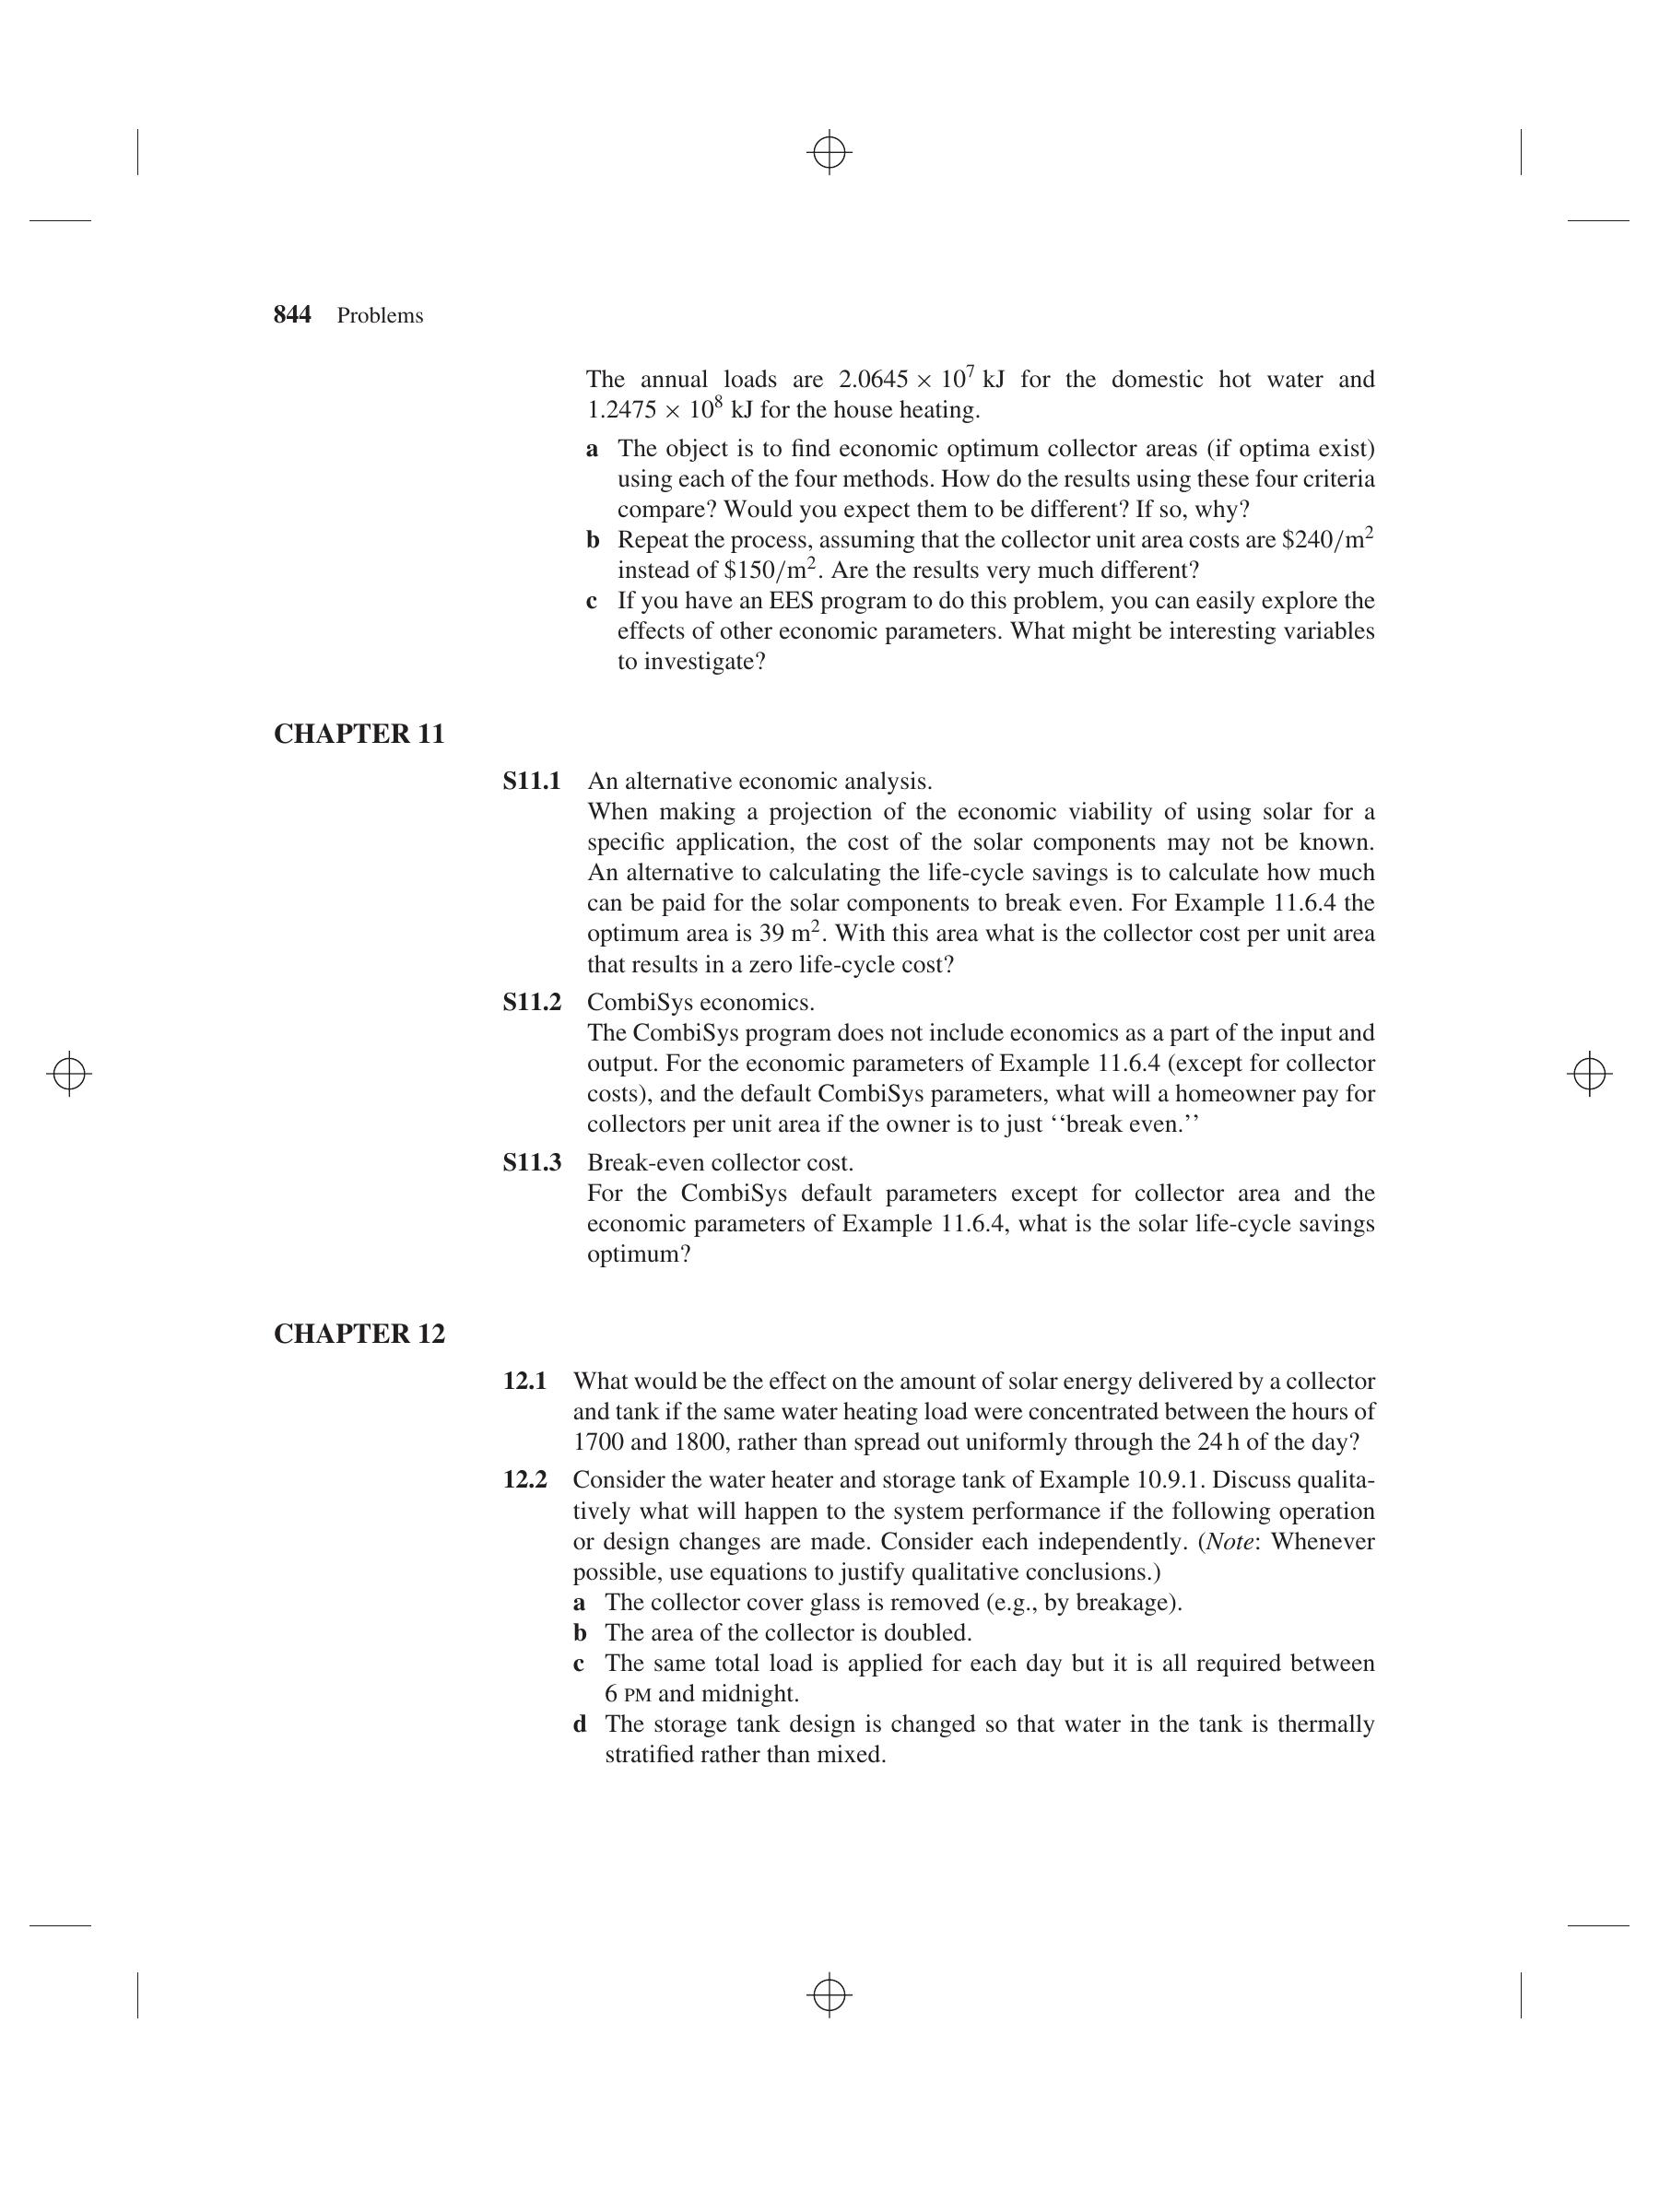 844 Problems
The annual loads are 2.0645 × 10⁷ kJ for the domestic hot water and
1.2475 × 10⁸ kJ for the house heating.
a The object is to find economic optimum collector areas (if optima exist)
using each of the four methods. How do the results using these four criteria
compare? Would you expect them to be different? If so, why?
b Repeat the process, assuming that the collector unit area costs are $240/m²
instead of $150/m². Are the results very much different?
c If you have an EES program to do this problem, you can easily explore the
effects of other economic parameters. What might be interesting variables
to investigate?
CHAPTER 11
S11.1 An alternative economic analysis.
When making a projection of the economic viability of using solar for a
specific application, the cost of the solar components may not be known.
An alternative to calculating the life-cycle savings is to calculate how much
can be paid for the solar components to break even. For Example 11.6.4 the
optimum area is 39 m². With this area what is the collector cost per unit area
that results in a zero life-cycle cost?
S11.2 CombiSys economics.
The CombiSys program does not include economics as a part of the input and
output. For the economic parameters of Example 11.6.4 (except for collector
costs), and the default CombiSys parameters, what will a homeowner pay for
collectors per unit area if the owner is to just ‘‘break even.’’
S11.3 Break-even collector cost.
For the CombiSys default parameters except for collector area and the
economic parameters of Example 11.6.4, what is the solar life-cycle savings
optimum?
CHAPTER 12
12.1 What would be the effect on the amount of solar energy delivered by a collector
and tank if the same water heating load were concentrated between the hours of
1700 and 1800, rather than spread out uniformly through the 24 h of the day?
12.2 Consider the water heater and storage tank of Example 10.9.1. Discuss qualita-
tively what will happen to the system performance if the following operation
or design changes are made. Consider each independently. (Note: Whenever
possible, use equations to justify qualitative conclusions.)
a The collector cover glass is removed (e.g., by breakage).
b The area of the collector is doubled.
c The same total load is applied for each day but it is all required between
6 PM and midnight.
d The storage tank design is changed so that water in the tank is thermally
stratified rather than mixed.